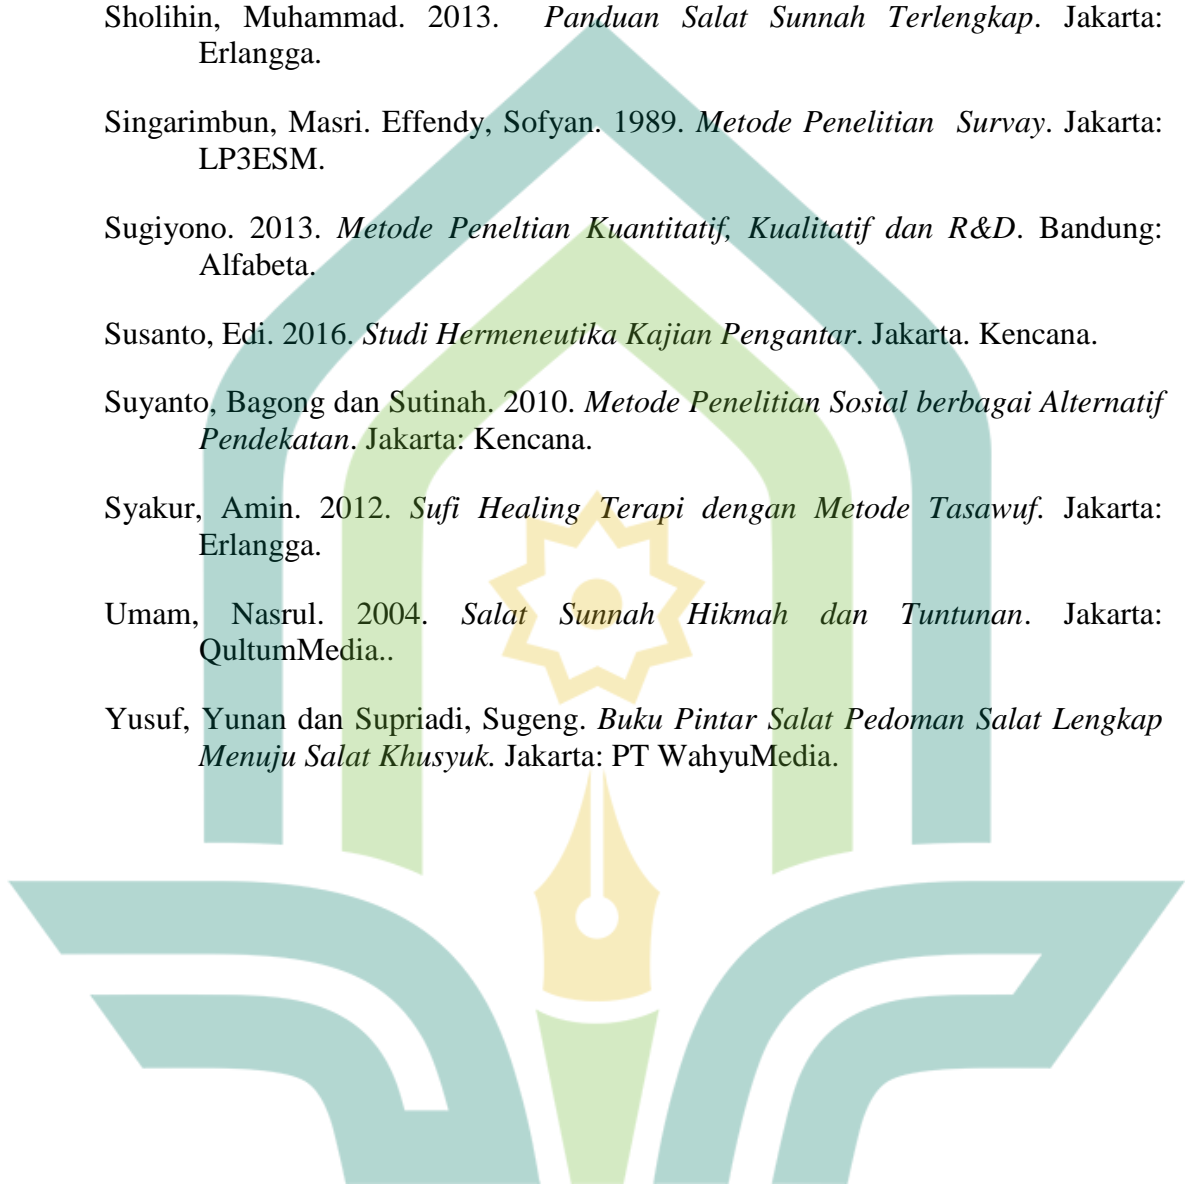 Sholihin, Muhammad. 2013. Panduan Salat Sunnah Terlengkap. Jakarta:
Erlangga.
Singarimbun, Masri. Effendy, Sofyan. 1989. Metode Penelitian Survay. Jakarta:
LP3ESM.
Sugiyono. 2013. Metode Peneltian Kuantitatif, Kualitatif dan R&D. Bandung:
Alfabeta.
Susanto, Edi. 2016. Studi Hermeneutika Kajian Pengantar. Jakarta. Kencana.
Suyanto, Bagong dan Sutinah. 2010. Metode Penelitian Sosial berbagai Alternatif
Pendekatan. Jakarta: Kencana.
Syakur, Amin. 2012. Sufi Healing Terapi dengan Metode Tasawuf. Jakarta:
Erlangga.
Umam, Nasrul. 2004. Salat Sunnah Hikmah dan Tuntunan. Jakarta:
QultumMedia..
Yusuf, Yunan dan Supriadi, Sugeng. Buku Pintar Salat Pedoman Salat Lengkap
Menuju Salat Khusyuk. Jakarta: PT WahyuMedia.